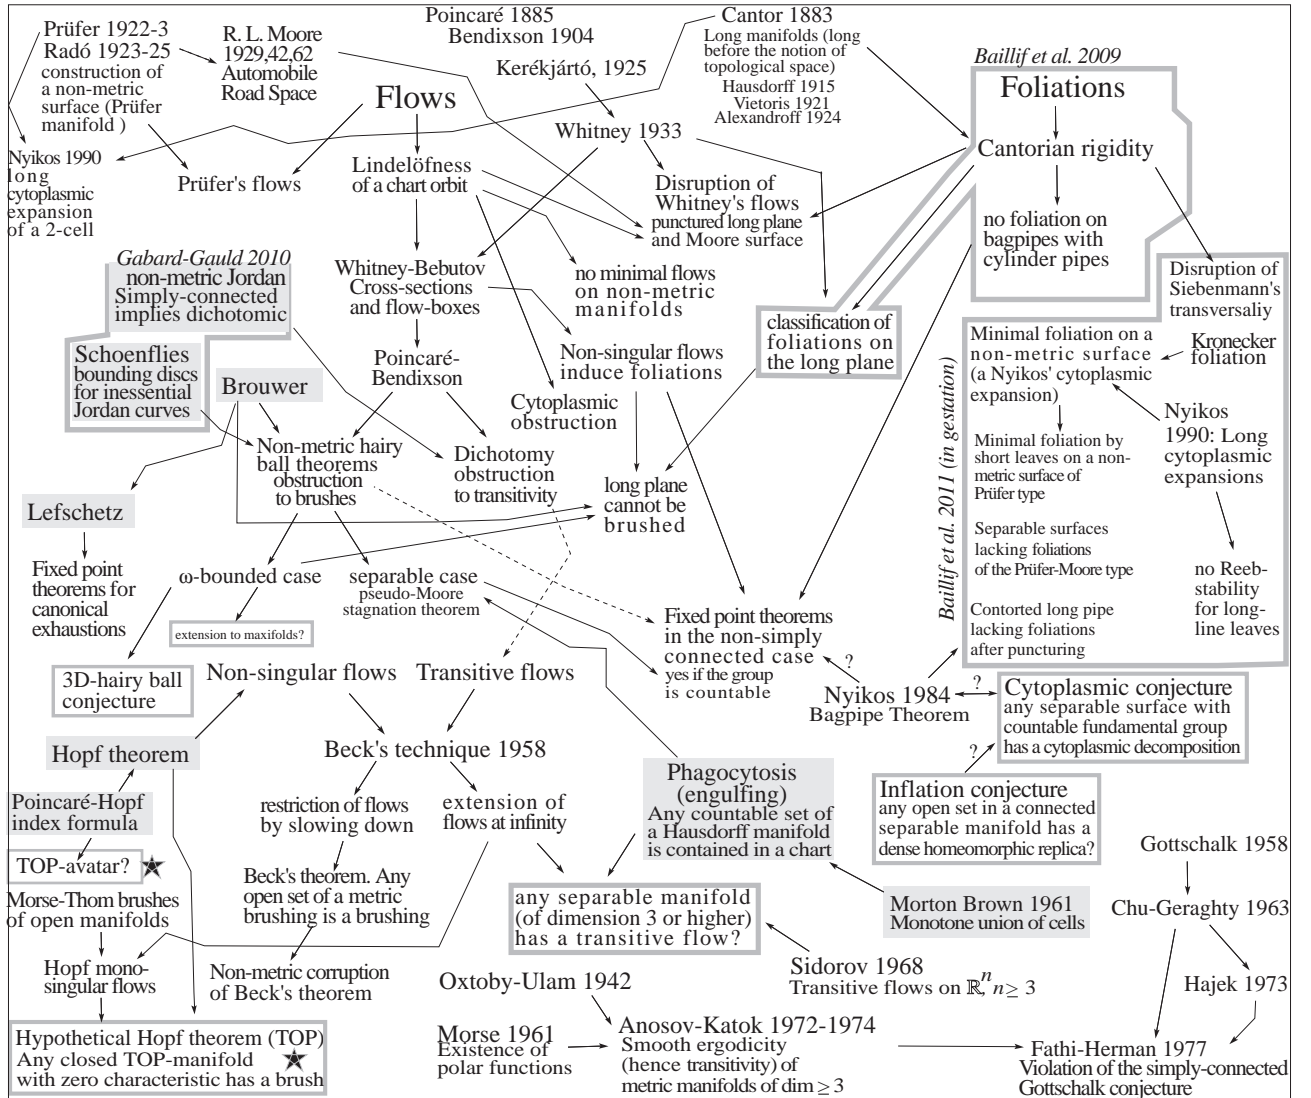 Prüfer 1922-3
Radó 1923-25
construction of
a non-metric
surface (Prüfer
manifold )
R. L. Moore
1929,42,62
Automobile
Road Space
Poincaré 1885
Bendixson 1904
Kerékjártó, 1925
Cantor 1883
Long manifolds (long
before the notion of
topological space)
Hausdorff 1915
Vietoris 1921
Alexandroff 1924
Baillif et al. 2009
Foliations
Flows
Whitney 1933
Cantorian rigidity
Nyikos 1990
long
cytoplasmic
expansion
of a 2-cell
Prüfer's flows
Lindelöfness
of a chart orbit
Disruption of
Whitney's flows
punctured long plane
and Moore surface
no foliation on
bagpipes with
cylinder pipes
Gabard-Gauld 2010
non-metric Jordan
Simply-connected
implies dichotomic
Whitney-Bebutov
Cross-sections
and flow-boxes
no minimal flows
on non-metric
manifolds
Disruption of
Siebenmann's
transversaliy
classification of
foliations on
the long plane
Minimal foliation on a
non-metric surface
(a Nyikos' cytoplasmic
expansion)
Kronecker
foliation
Schoenflies
bounding discs
for inessential
Jordan curves
Brouwer
Poincaré-
Bendixson
Non-singular flows
induce foliations
Cytoplasmic
obstruction
Nyikos
1990: Long
cytoplasmic
expansions
Non-metric hairy
ball theorems
obstruction
to brushes
Dichotomy
obstruction
to transitivity
long plane
cannot be
brushed
Minimal foliation by
short leaves on a non-
metric surface of
Prüfer type
Baillif et al. 2011 (in gestation)
Lefschetz
Separable surfaces
lacking foliations
of the Prüfer-Moore type
Fixed point
theorems for
canonical
exhaustions
ω-bounded case
separable case
pseudo-Moore
stagnation theorem
no Reeb-
stability
for long-
line leaves
extension to maxifolds?
Fixed point theorems
in the non-simply
connected case
yes if the group
is countable
Contorted long pipe
lacking foliations
after puncturing
3D-hairy ball
conjecture
Non-singular flows
Transitive flows
?
Nyikos 1984
Bagpipe Theorem
?
Cytoplasmic conjecture
any separable surface with
countable fundamental group
has a cytoplasmic decomposition
Hopf theorem
Beck's technique 1958
?
Phagocytosis
(engulfing)
Any countable set of
a Hausdorff manifold
is contained in a chart
Inflation conjecture
any open set in a connected
separable manifold has a
dense homeomorphic replica?
Poincaré-Hopf
index formula
restriction of flows
by slowing down
extension of
flows at infinity
Gottschalk 1958
TOP-avatar?
Beck's theorem. Any
open set of a metric
brushing is a brushing
any separable manifold
(of dimension 3 or higher)
has a transitive flow?
Morton Brown 1961
Monotone union of cells
Chu-Geraghty 1963
Morse-Thom brushes
of open manifolds
Hopf mono-
singular flows
Non-metric corruption
of Beck's theorem
Oxtoby-Ulam 1942
Sidorov 1968
Transitive flows on ℝⁿ, n ≥ 3
Hajek 1973
Hypothetical Hopf theorem (TOP)
Any closed TOP-manifold
with zero characteristic has a brush
Morse 1961
Existence of
polar functions
Anosov-Katok 1972-1974
Smooth ergodicity
(hence transitivity) of
metric manifolds of dim ≥ 3
Fathi-Herman 1977
Violation of the simply-connected
Gottschalk conjecture